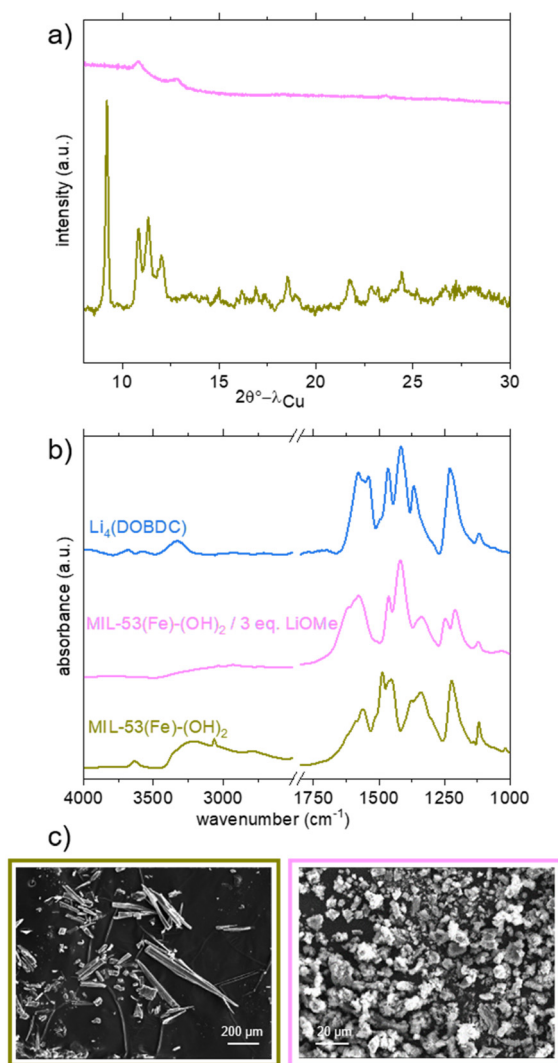 a)
intensity (a.u.)
10 15 20 25 30
2θ°–λCu
b)
absorbance (a.u.)
Li4(DOBDC)
MIL-53(Fe)-(OH)2 / 3 eq. LiOMe
MIL-53(Fe)-(OH)2
4000 3500 3000 1750 1500 1250 1000
wavenumber (cm-1)
c)
200 µm
20 µm